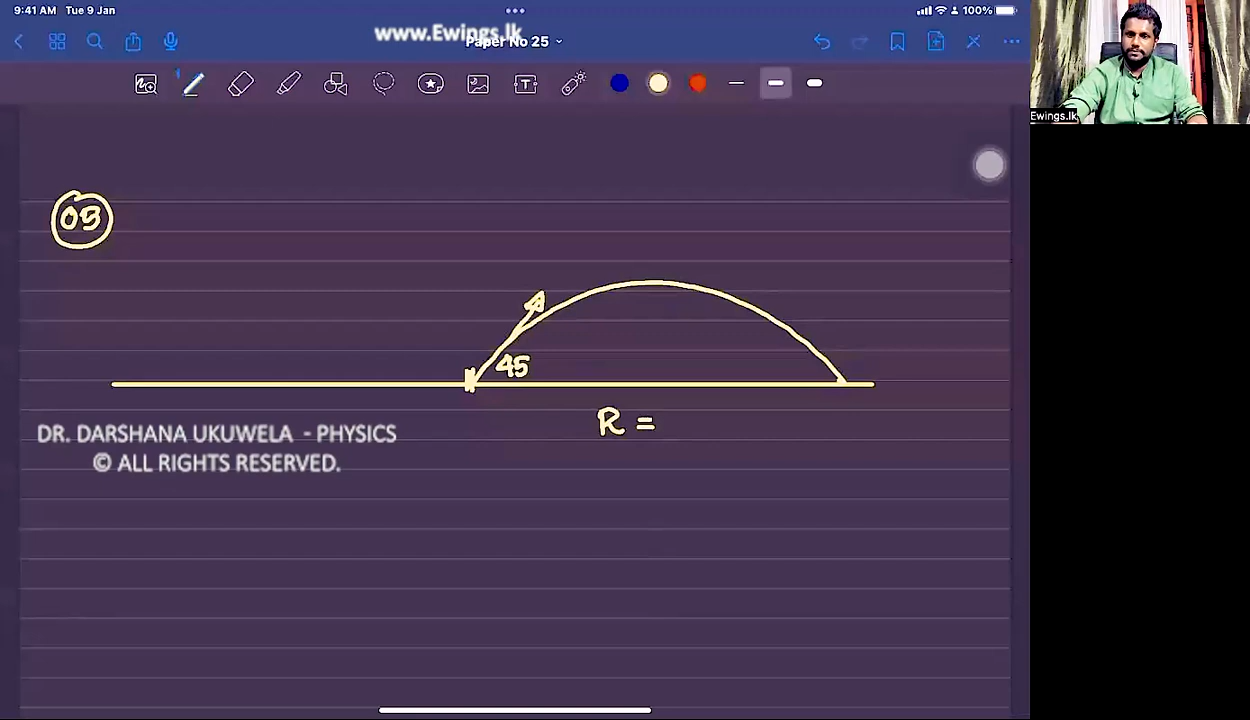 9:41 AM Tue 9 Jan
100%
www.Ewings.lk
Paper No 25
T
Ewings.lk
45
R =
DR. DARSHANA UKUWELA - PHYSICS
© ALL RIGHTS RESERVED.